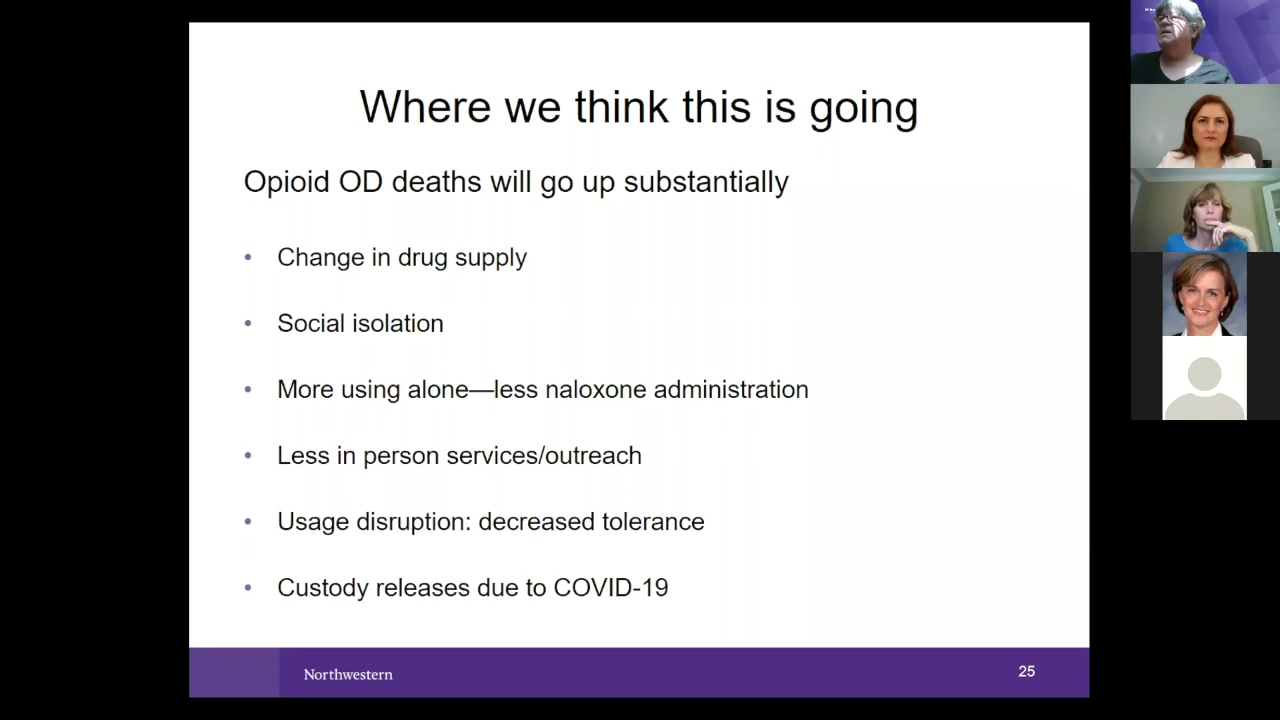 Where we think this is going
Opioid OD deaths will go up substantially
• Change in drug supply
• Social isolation
• More using alone—less naloxone administration
• Less in person services/outreach
• Usage disruption: decreased tolerance
• Custody releases due to COVID-19
Northwestern
25